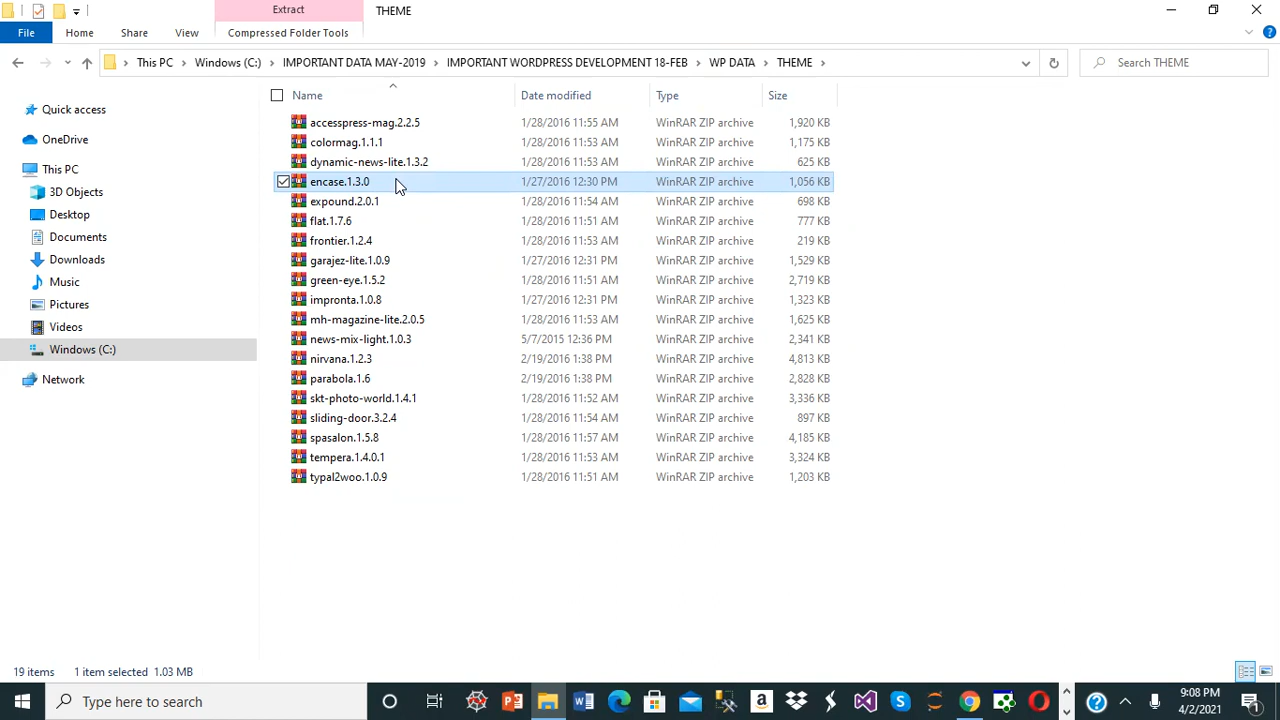 Extract
THEME
File
Home
Share
View
Compressed Folder Tools
This PC
Windows (C:)
IMPORTANT DATA MAY-2019
IMPORTANT WORDPRESS DEVELOPMENT 18-FEB
WP DATA
THEME
Search THEME
Name
Date modified
Type
Size
Quick access
OneDrive
This PC
3D Objects
Desktop
Documents
Downloads
Music
Pictures
Videos
Windows (C:)
Network
accesspress-mag.2.2.5 1/28/2016 11:55 AM WinRAR ZIP archive 1,920 KB
colormag.1.1.1 1/28/2016 11:53 AM WinRAR ZIP archive 1,175 KB
dynamic-news-lite.1.3.2 1/28/2016 11:53 AM WinRAR ZIP archive 625 KB
encase.1.3.0 1/27/2016 12:30 PM WinRAR ZIP archive 1,056 KB
expound.2.0.1 1/28/2016 11:54 AM WinRAR ZIP archive 698 KB
flat.1.7.6 1/28/2016 11:51 AM WinRAR ZIP archive 777 KB
frontier.1.2.4 1/28/2016 11:53 AM WinRAR ZIP archive 219 KB
garajez-lite.1.0.9 1/27/2016 12:31 PM WinRAR ZIP archive 1,529 KB
green-eye.1.5.2 1/28/2016 11:51 AM WinRAR ZIP archive 2,719 KB
impronta.1.0.8 1/27/2016 12:31 PM WinRAR ZIP archive 1,323 KB
mh-magazine-lite.2.0.5 1/28/2016 11:53 AM WinRAR ZIP archive 1,625 KB
news-mix-light.1.0.3 5/7/2015 12:36 PM WinRAR ZIP archive 2,341 KB
nirvana.1.2.3 2/19/2016 1:38 PM WinRAR ZIP archive 4,813 KB
parabola.1.6 2/19/2016 1:38 PM WinRAR ZIP archive 2,828 KB
skt-photo-world.1.4.1 1/28/2016 11:52 AM WinRAR ZIP archive 3,336 KB
sliding-door.3.2.4 1/28/2016 11:54 AM WinRAR ZIP archive 897 KB
spasalon.1.5.8 1/28/2016 11:57 AM WinRAR ZIP archive 4,185 KB
tempera.1.4.0.1 1/28/2016 11:53 AM WinRAR ZIP archive 3,324 KB
typal2woo.1.0.9 1/28/2016 11:51 AM WinRAR ZIP archive 1,203 KB
19 items 1 item selected 1.03 MB
Type here to search
9:08 PM
4/2/2021